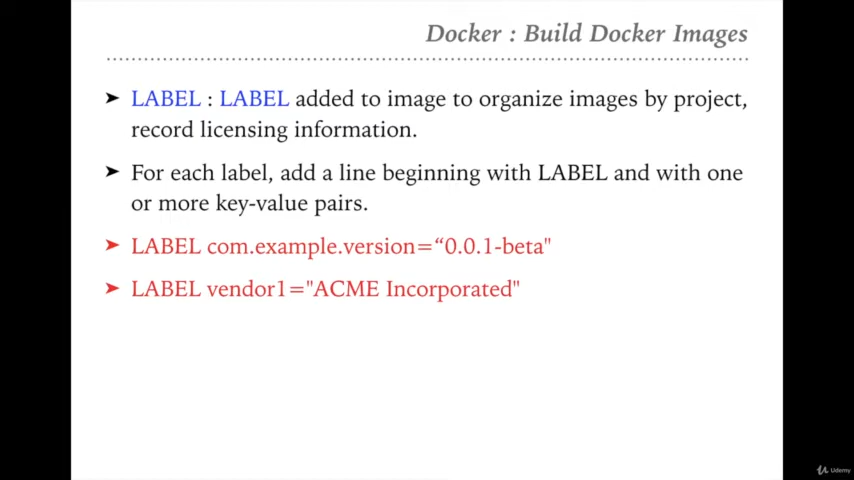 Docker : Build Docker Images
➤ LABEL : LABEL added to image to organize images by project,
record licensing information.
➤ For each label, add a line beginning with LABEL and with one
or more key-value pairs.
➤ LABEL com.example.version=“0.0.1-beta"
➤ LABEL vendor1="ACME Incorporated"
Udemy